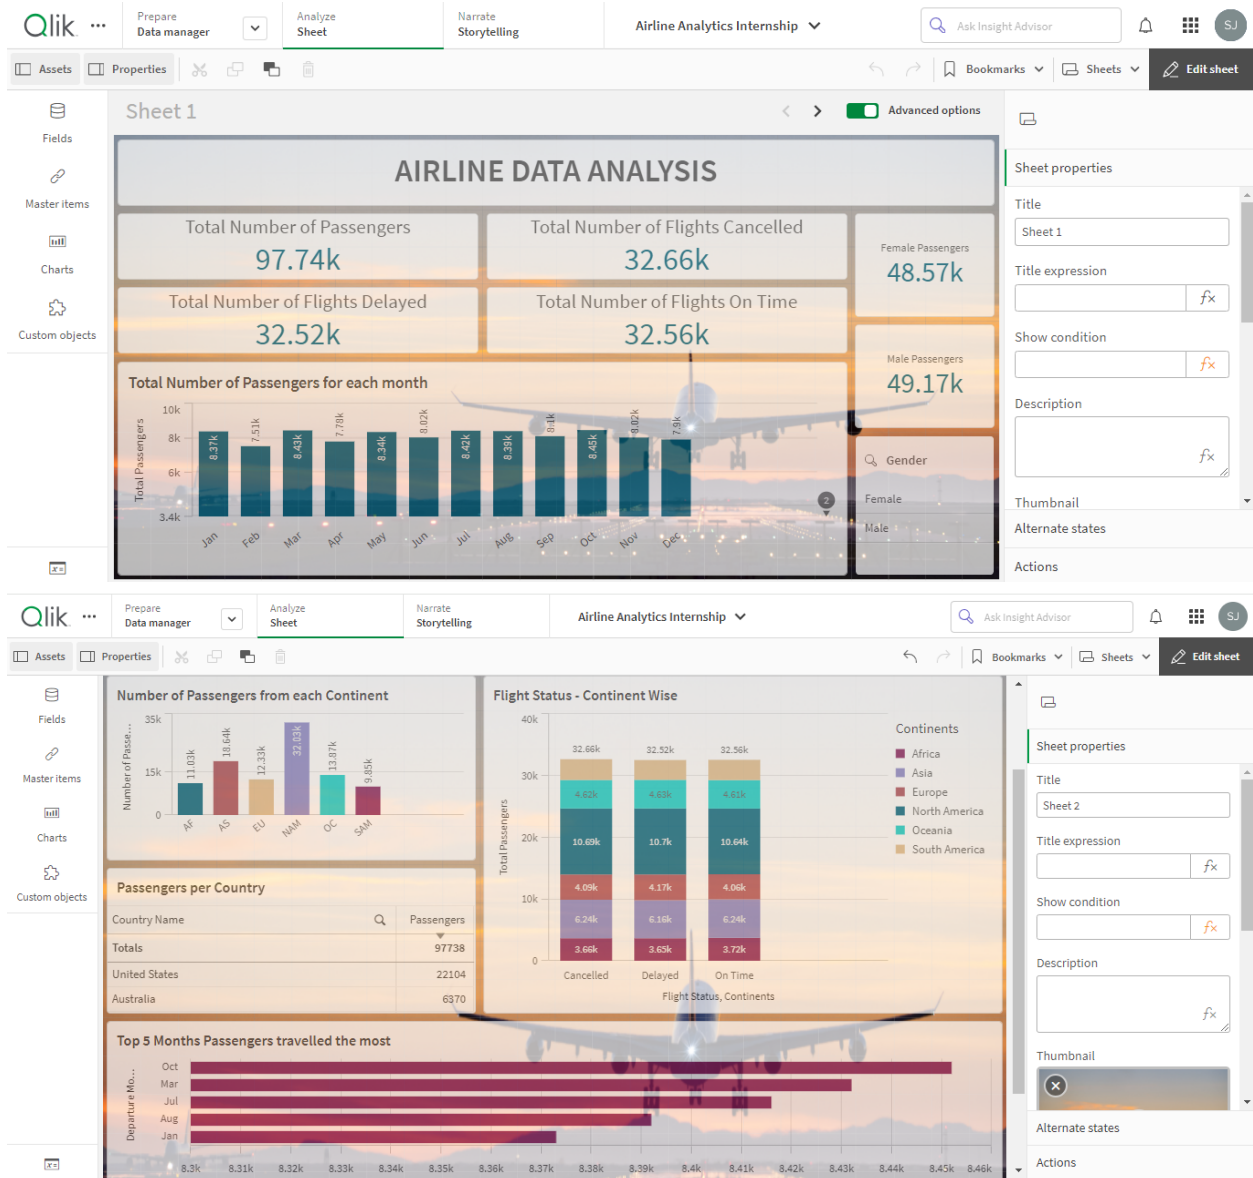 Qlik
Prepare
Data manager
Analyze
Sheet
Narrate
Storytelling
Airline Analytics Internship
Ask Insight Advisor
SJ
Assets
Properties
Bookmarks
Sheets
Edit sheet
Fields
Master items
Charts
Custom objects
Sheet 1
Advanced options
AIRLINE DATA ANALYSIS
Total Number of Passengers
97.74k
Total Number of Flights Cancelled
32.66k
Total Number of Flights Delayed
32.52k
Total Number of Flights On Time
32.56k
Female Passengers
48.57k
Male Passengers
49.17k
Total Number of Passengers for each month
Total Passengers
10k
8k
6k
3.4k
8.37k
7.51k
8.43k
7.78k
8.34k
8.02k
8.42k
8.39k
8.1k
8.45k
8.02k
7.9k
Jan
Feb
Mar
Apr
May
Jun
Jul
Aug
Sep
Oct
Nov
Dec
2
Gender
Female
Male
Sheet properties
Title
Sheet 1
Title expression
fx
Show condition
fx
Description
fx
Thumbnail
Alternate states
Actions
x=
Qlik
Prepare
Data manager
Analyze
Sheet
Narrate
Storytelling
Airline Analytics Internship
Ask Insight Advisor
SJ
Assets
Properties
Bookmarks
Sheets
Edit sheet
Fields
Master items
Charts
Custom objects
Number of Passengers from each Continent
Number of Passe...
35k
15k
0
11.03k
18.64k
12.33k
32.03k
13.87k
9.85k
AF
AS
EU
NAM
OC
SAM
Flight Status - Continent Wise
Total Passengers
40k
30k
20k
10k
0
32.66k
32.52k
32.56k
4.62k
4.63k
4.61k
10.69k
10.7k
10.64k
4.09k
4.17k
4.06k
6.24k
6.16k
6.24k
3.66k
3.65k
3.72k
Cancelled
Delayed
On Time
Flight Status, Continents
Continents
Africa
Asia
Europe
North America
Oceania
South America
Passengers per Country
Country Name
Passengers
Totals
97738
United States
22104
Australia
6370
Top 5 Months Passengers travelled the most
Departure Mo...
Oct
Mar
Jul
Aug
Jan
8.3k
8.31k
8.32k
8.33k
8.34k
8.35k
8.36k
8.37k
8.38k
8.39k
8.4k
8.41k
8.42k
8.43k
8.44k
8.45k
8.46k
Sheet properties
Title
Sheet 2
Title expression
fx
Show condition
fx
Description
fx
Thumbnail
Alternate states
Actions
x=